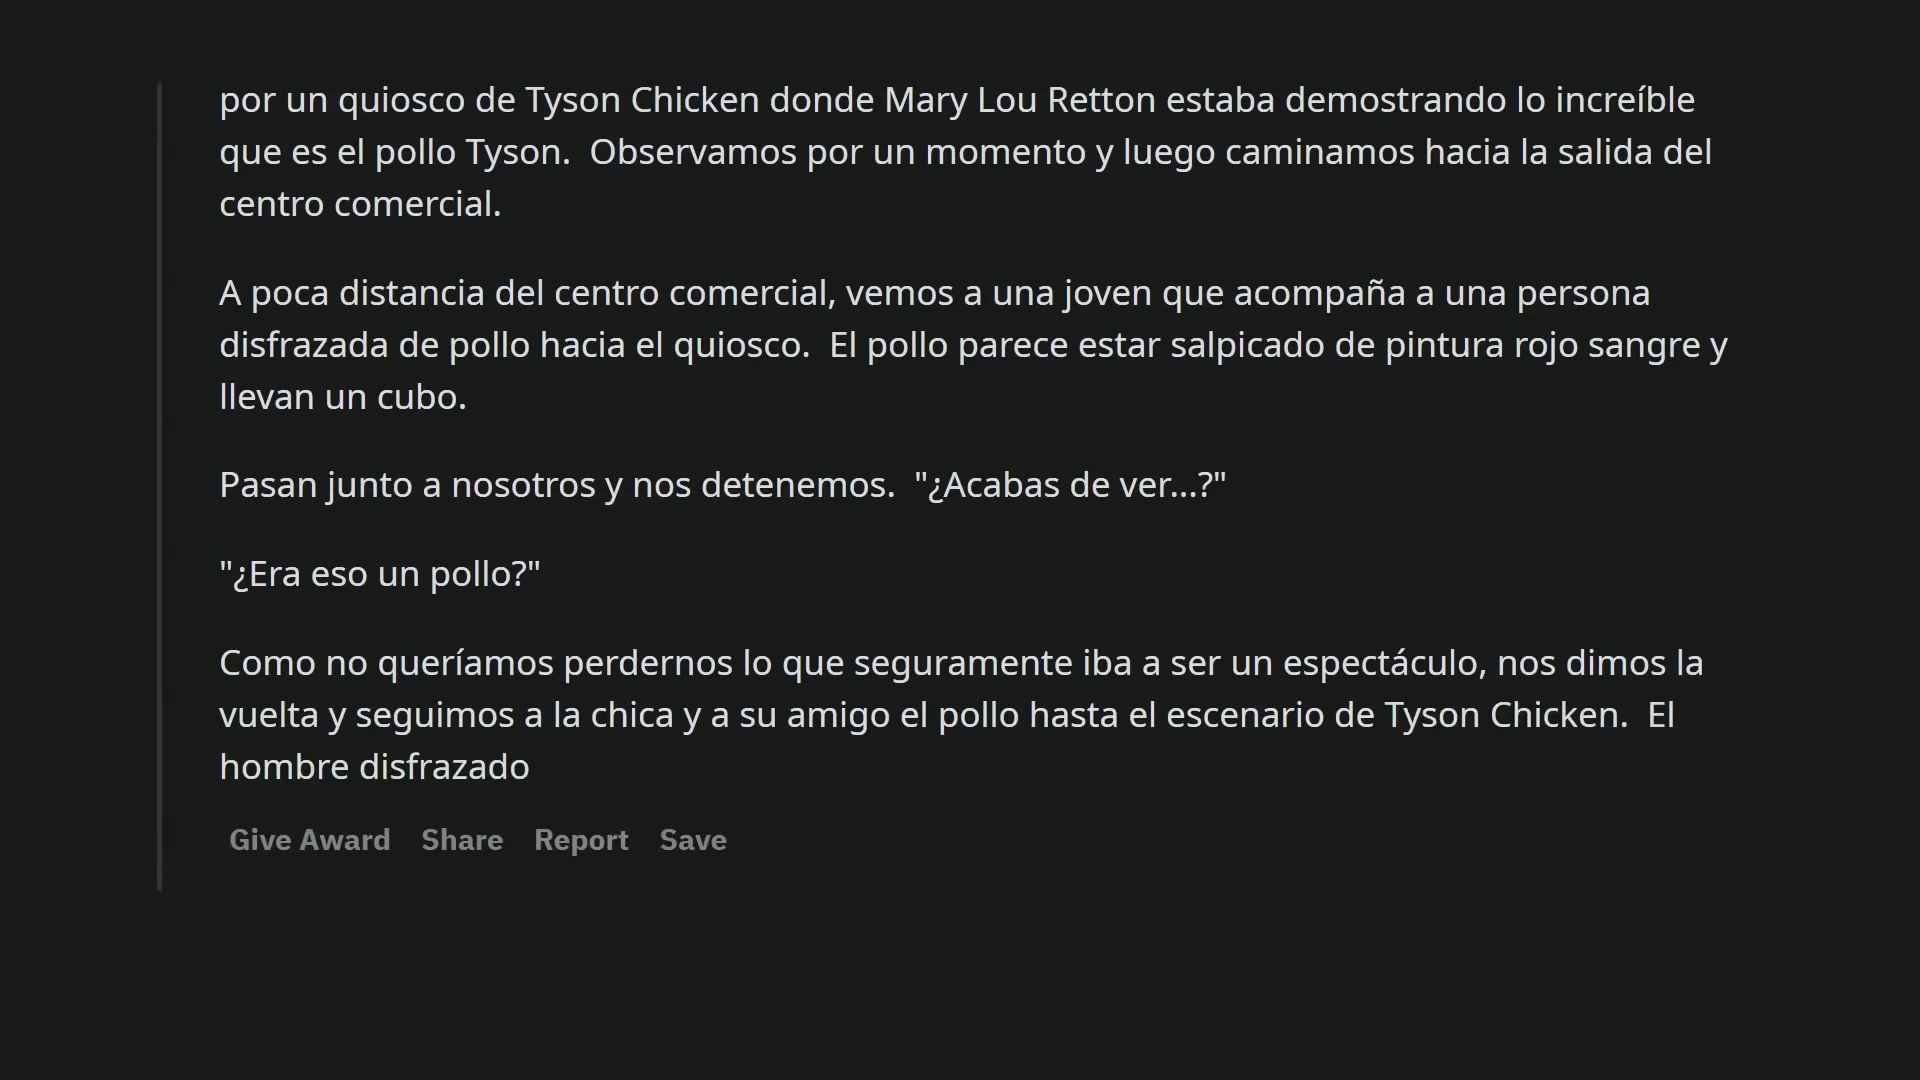 por un quiosco de Tyson Chicken donde Mary Lou Retton estaba demostrando lo increíble
que es el pollo Tyson.  Observamos por un momento y luego caminamos hacia la salida del
centro comercial.
A poca distancia del centro comercial, vemos a una joven que acompaña a una persona
disfrazada de pollo hacia el quiosco.  El pollo parece estar salpicado de pintura rojo sangre y
llevan un cubo.
Pasan junto a nosotros y nos detenemos.  "¿Acabas de ver...?"
"¿Era eso un pollo?"
Como no queríamos perdernos lo que seguramente iba a ser un espectáculo, nos dimos la
vuelta y seguimos a la chica y a su amigo el pollo hasta el escenario de Tyson Chicken.  El
hombre disfrazado
Give Award Share Report Save